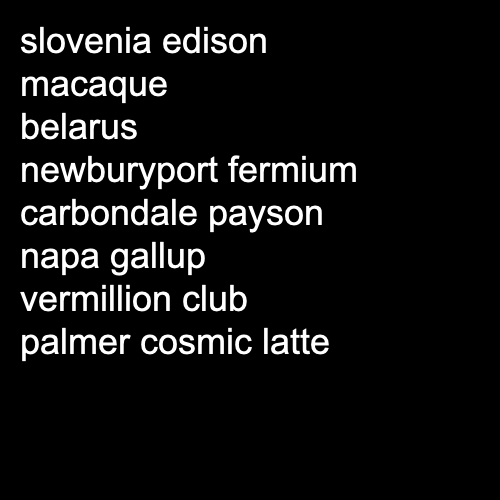 slovenia edison
macaque
belarus
newburyport fermium
carbondale payson
napa gallup
vermillion club
palmer cosmic latte